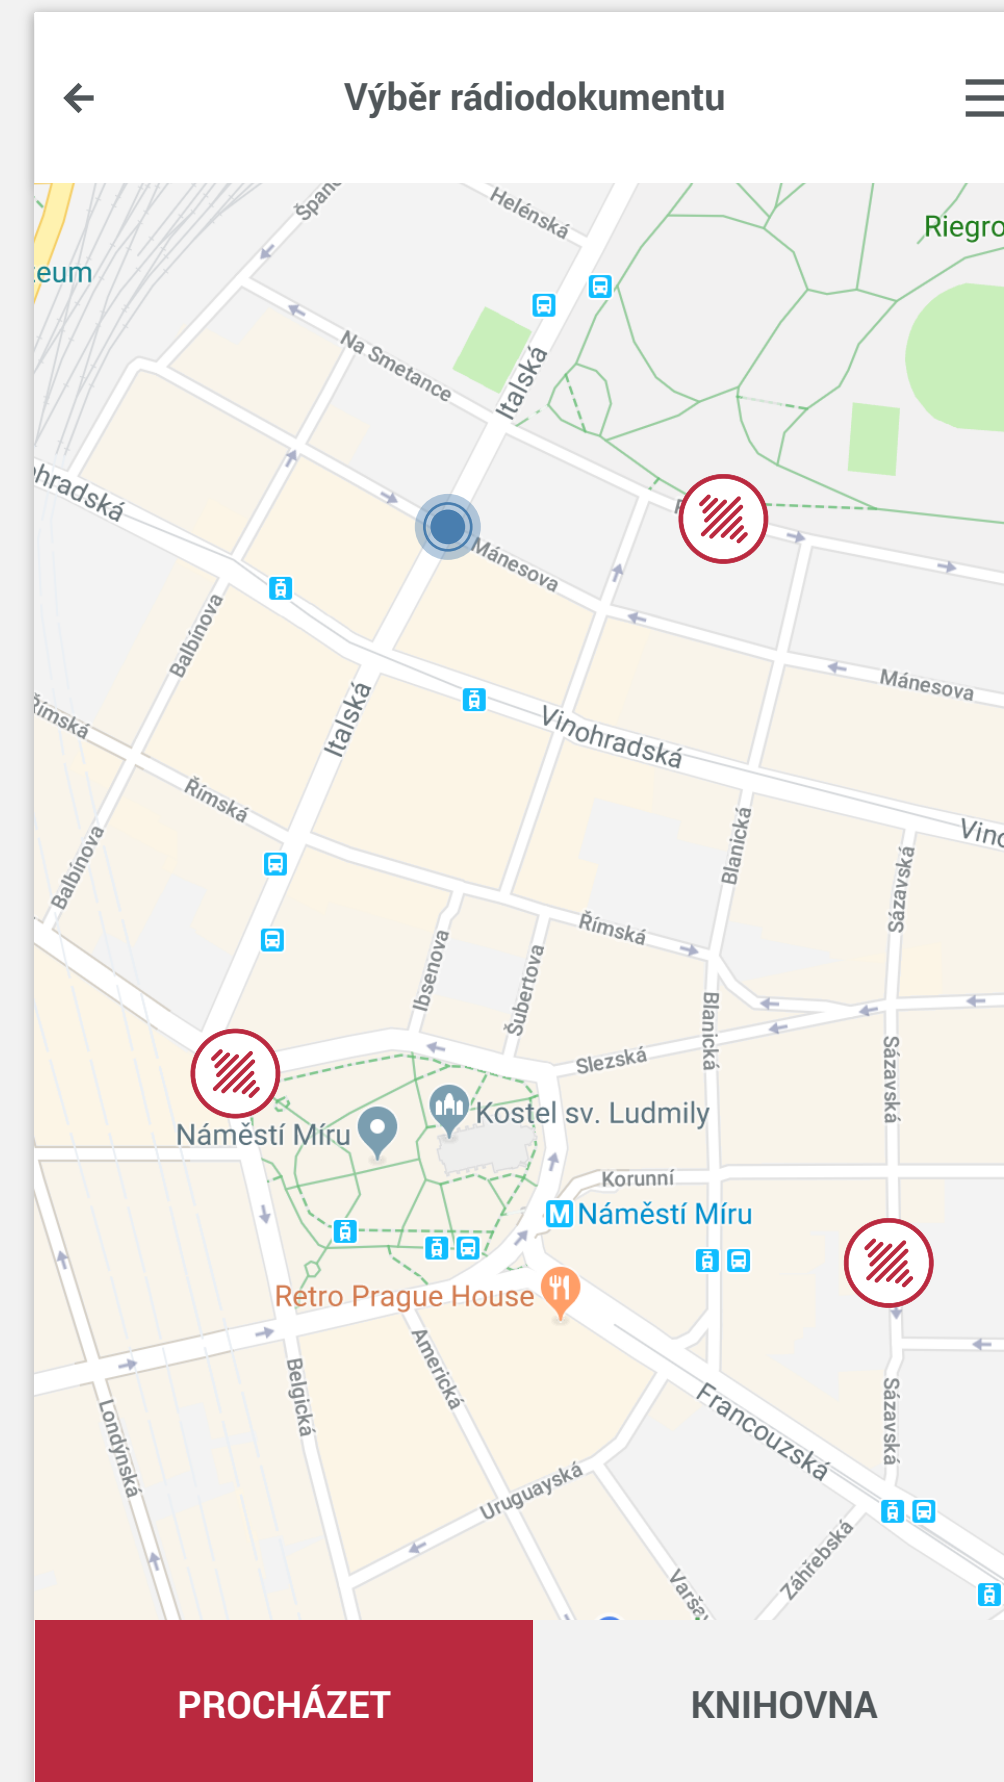 Výběr rádiodokumentu
Helénská
Riegro
eum
Na Smetance
Italská
hradská
Mánesova
Balbínova
Mánesova
Římská
Italská
Vinohradská
Římská
Blanická
Vino
Sázavská
Balbínova
Římská
Ibsenova
Šubertova
Blanická
Slezská
Sázavská
Kostel sv. Ludmily
Náměstí Míru
Korunní
M Náměstí Míru
Retro Prague House
Americká
Belgická
Francouzská
Sázavská
Londýnská
Uruguayská
Záhřebská
PROCHÁZET
KNIHOVNA